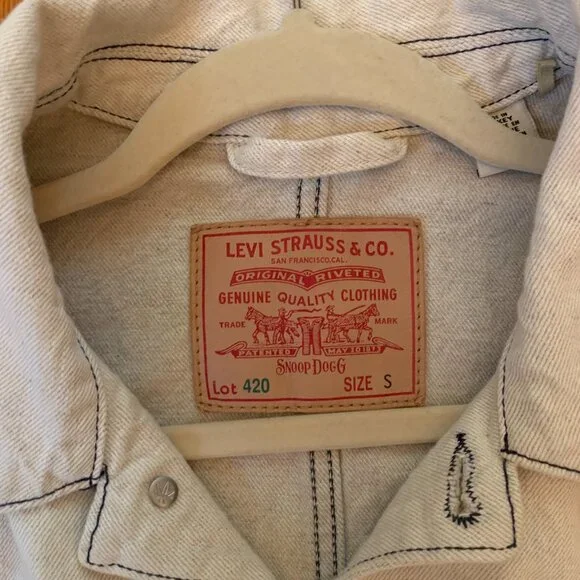 LEVI STRAUSS & CO.
SAN FRANCISCO, CAL.
ORIGINAL RIVETED
GENUINE QUALITY CLOTHING
TRADE MARK
PATENTED MAY 20 1873
SNOOP DOGG
Lot 420 SIZE S